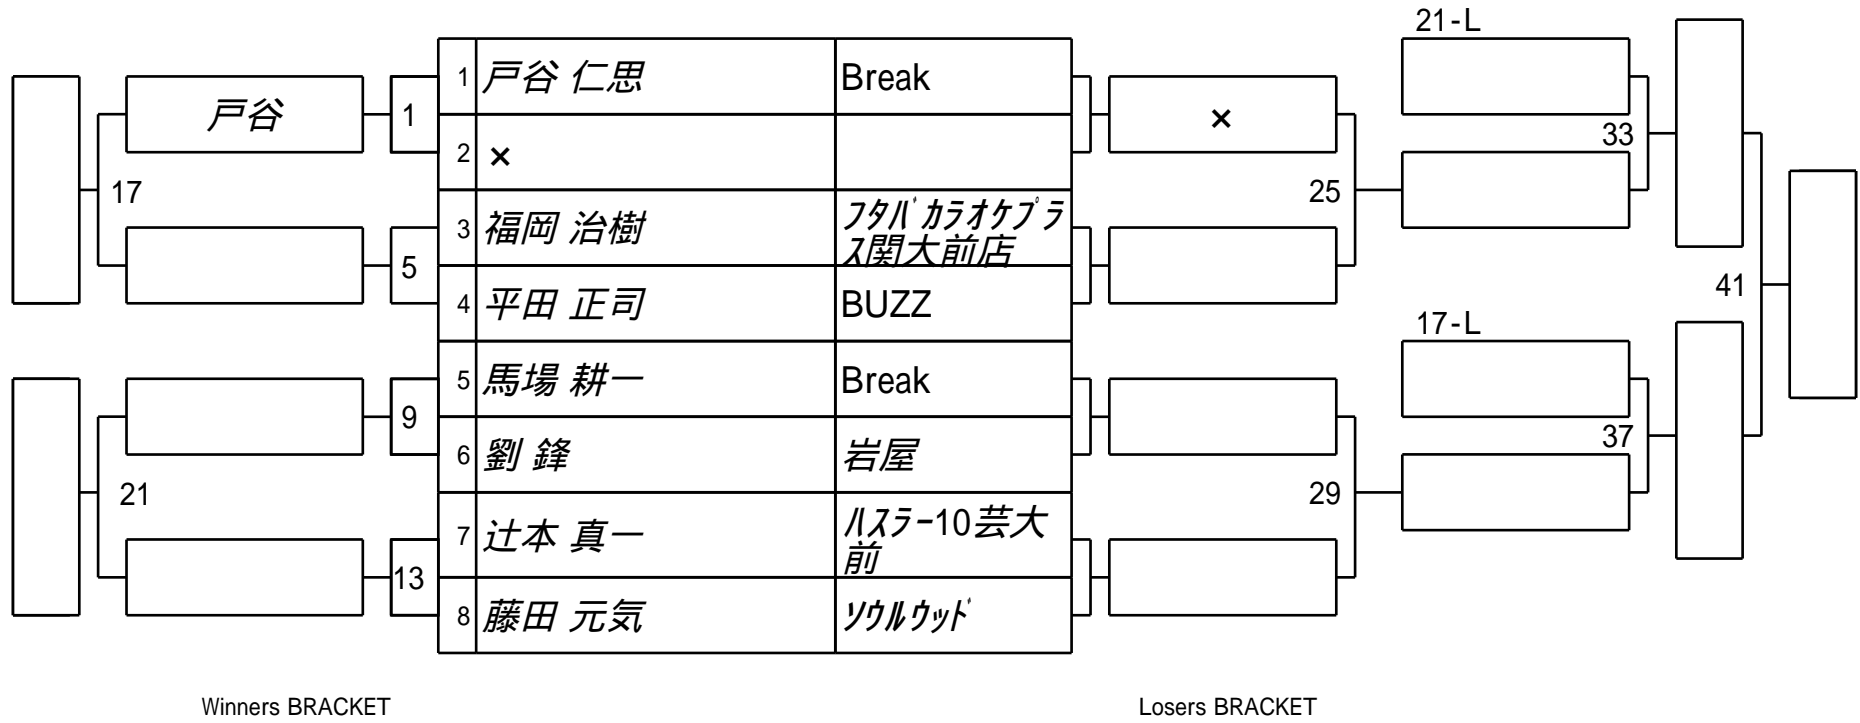 21-L
1 戸谷 仁思 Break
戸谷 1 × 33
2 ×
17 25
3 福岡 治樹 フタバカラオケプラ
ス関大前店
5
4 平田 正司 BUZZ 41
17-L
5 馬場 耕一 Break
9 37
6 劉 鋒 岩屋
21 29
7 辻本 真一 ハスラー10芸大
前
13
8 藤田 元気 ソウルウッド
Winners BRACKET Losers BRACKET